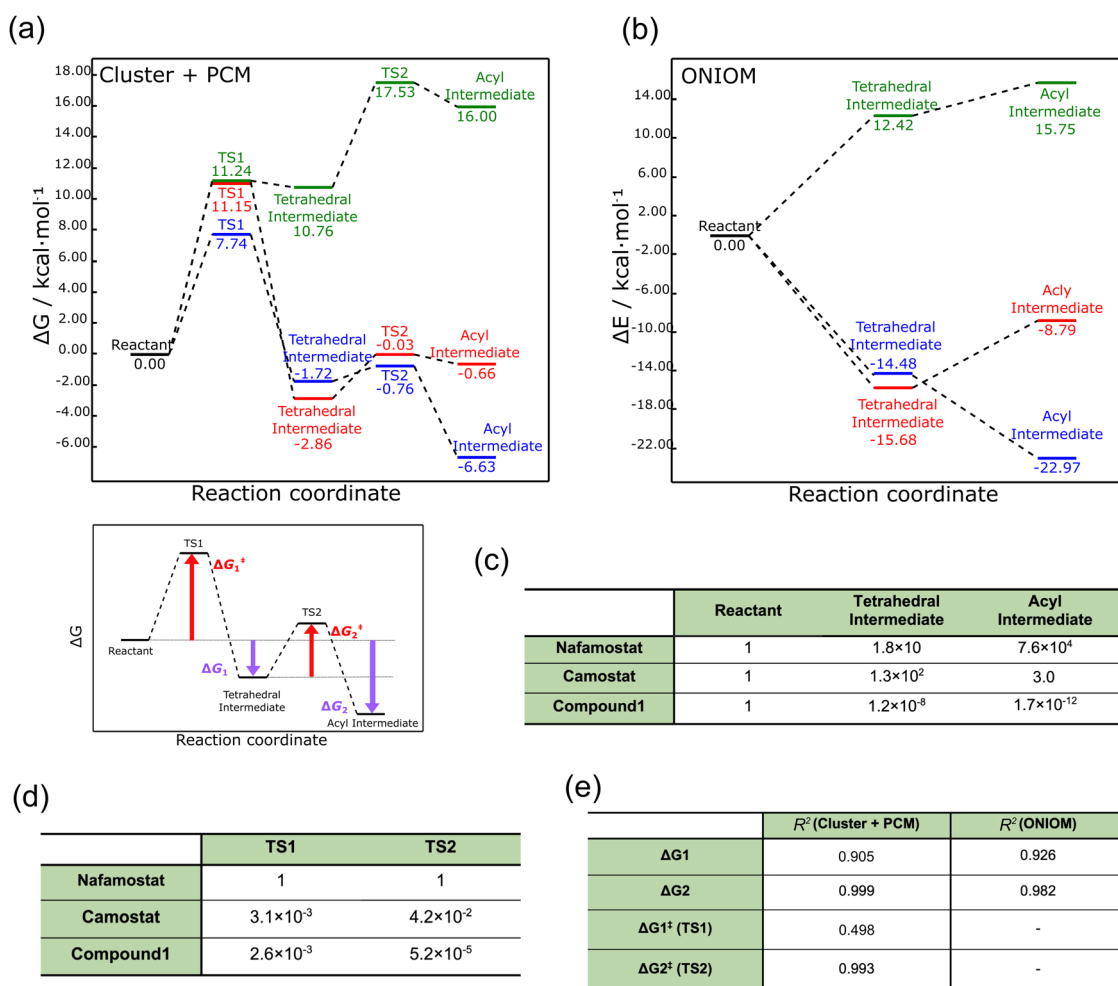 (a)
Cluster + PCM
ΔG / kcal·mol⁻¹
18.00
16.00
14.00
12.00
10.00
8.00
6.00
4.00
2.00
0.00
-2.00
-4.00
-6.00
TS2
17.53
Acyl
Intermediate
16.00
TS1
11.24
TS1
11.15
TS1
7.74
Tetrahedral
Intermediate
10.76
Reactant
0.00
Tetrahedral
Intermediate
-1.72
TS2
-0.03
TS2
-0.76
Acyl
Intermediate
-0.66
Tetrahedral
Intermediate
-2.86
Acyl
Intermediate
-6.63
Reaction coordinate
(b)
ONIOM
ΔE / kcal·mol⁻¹
14.00
10.00
6.00
2.00
-2.00
-6.00
-10.00
-14.00
-18.00
-22.00
Tetrahedral
Intermediate
12.42
Acyl
Intermediate
15.75
Reactant
0.00
Tetrahedral
Intermediate
-14.48
Acly
Intermediate
-8.79
Tetrahedral
Intermediate
-15.68
Acyl
Intermediate
-22.97
Reaction coordinate
ΔG
TS1
ΔG₁‡
TS2
ΔG₂‡
Reactant
ΔG₁
Tetrahedral
Intermediate
ΔG₂
Acyl Intermediate
Reaction coordinate
(c)
Reactant Tetrahedral Intermediate Acyl Intermediate
Nafamostat 1 1.8×10 7.6×10⁴
Camostat 1 1.3×10² 3.0
Compound1 1 1.2×10⁻⁸ 1.7×10⁻¹²
(d)
TS1 TS2
Nafamostat 1 1
Camostat 3.1×10⁻³ 4.2×10⁻²
Compound1 2.6×10⁻³ 5.2×10⁻⁵
(e)
R² (Cluster + PCM) R² (ONIOM)
ΔG1 0.905 0.926
ΔG2 0.999 0.982
ΔG1‡ (TS1) 0.498 -
ΔG2‡ (TS2) 0.993 -